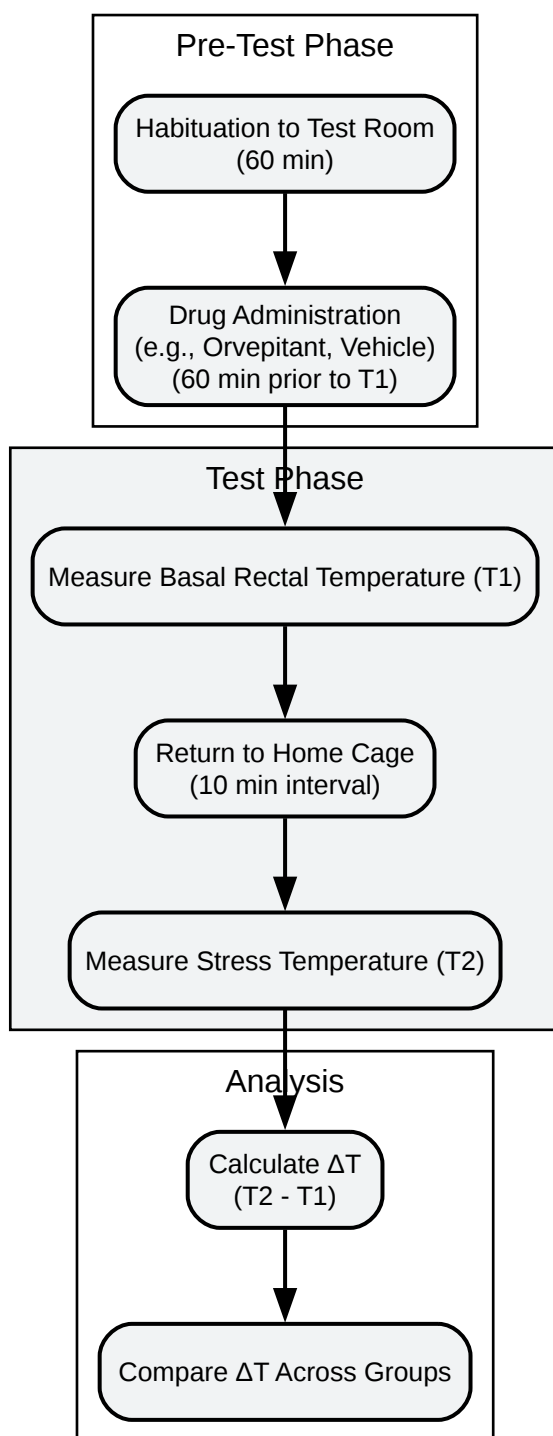 Pre-Test Phase
Habituation to Test Room
(60 min)
Drug Administration
(e.g., Orvepitant, Vehicle)
(60 min prior to T1)
Test Phase
Measure Basal Rectal Temperature (T1)
Return to Home Cage
(10 min interval)
Measure Stress Temperature (T2)
Analysis
Calculate ΔT
(T2 - T1)
Compare ΔT Across Groups